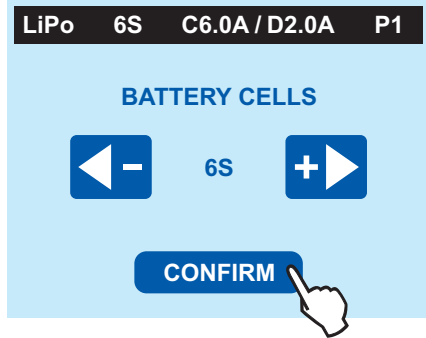 LiPo 6S C6.0A / D2.0A P1
BATTERY CELLS
- 6S +
CONFIRM